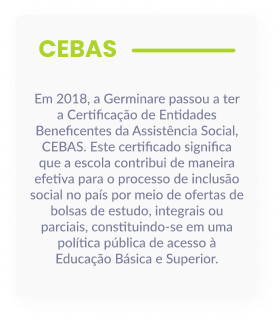 CEBAS
Em 2018, a Germinare passou a ter
a Certificação de Entidades
Beneficentes da Assistência Social,
CEBAS. Este certificado significa
que a escola contribui de maneira
efetiva para o processo de inclusão
social no país por meio de ofertas de
bolsas de estudo, integrais ou
parciais, constituindo-se em uma
política pública de acesso à
Educação Básica e Superior.